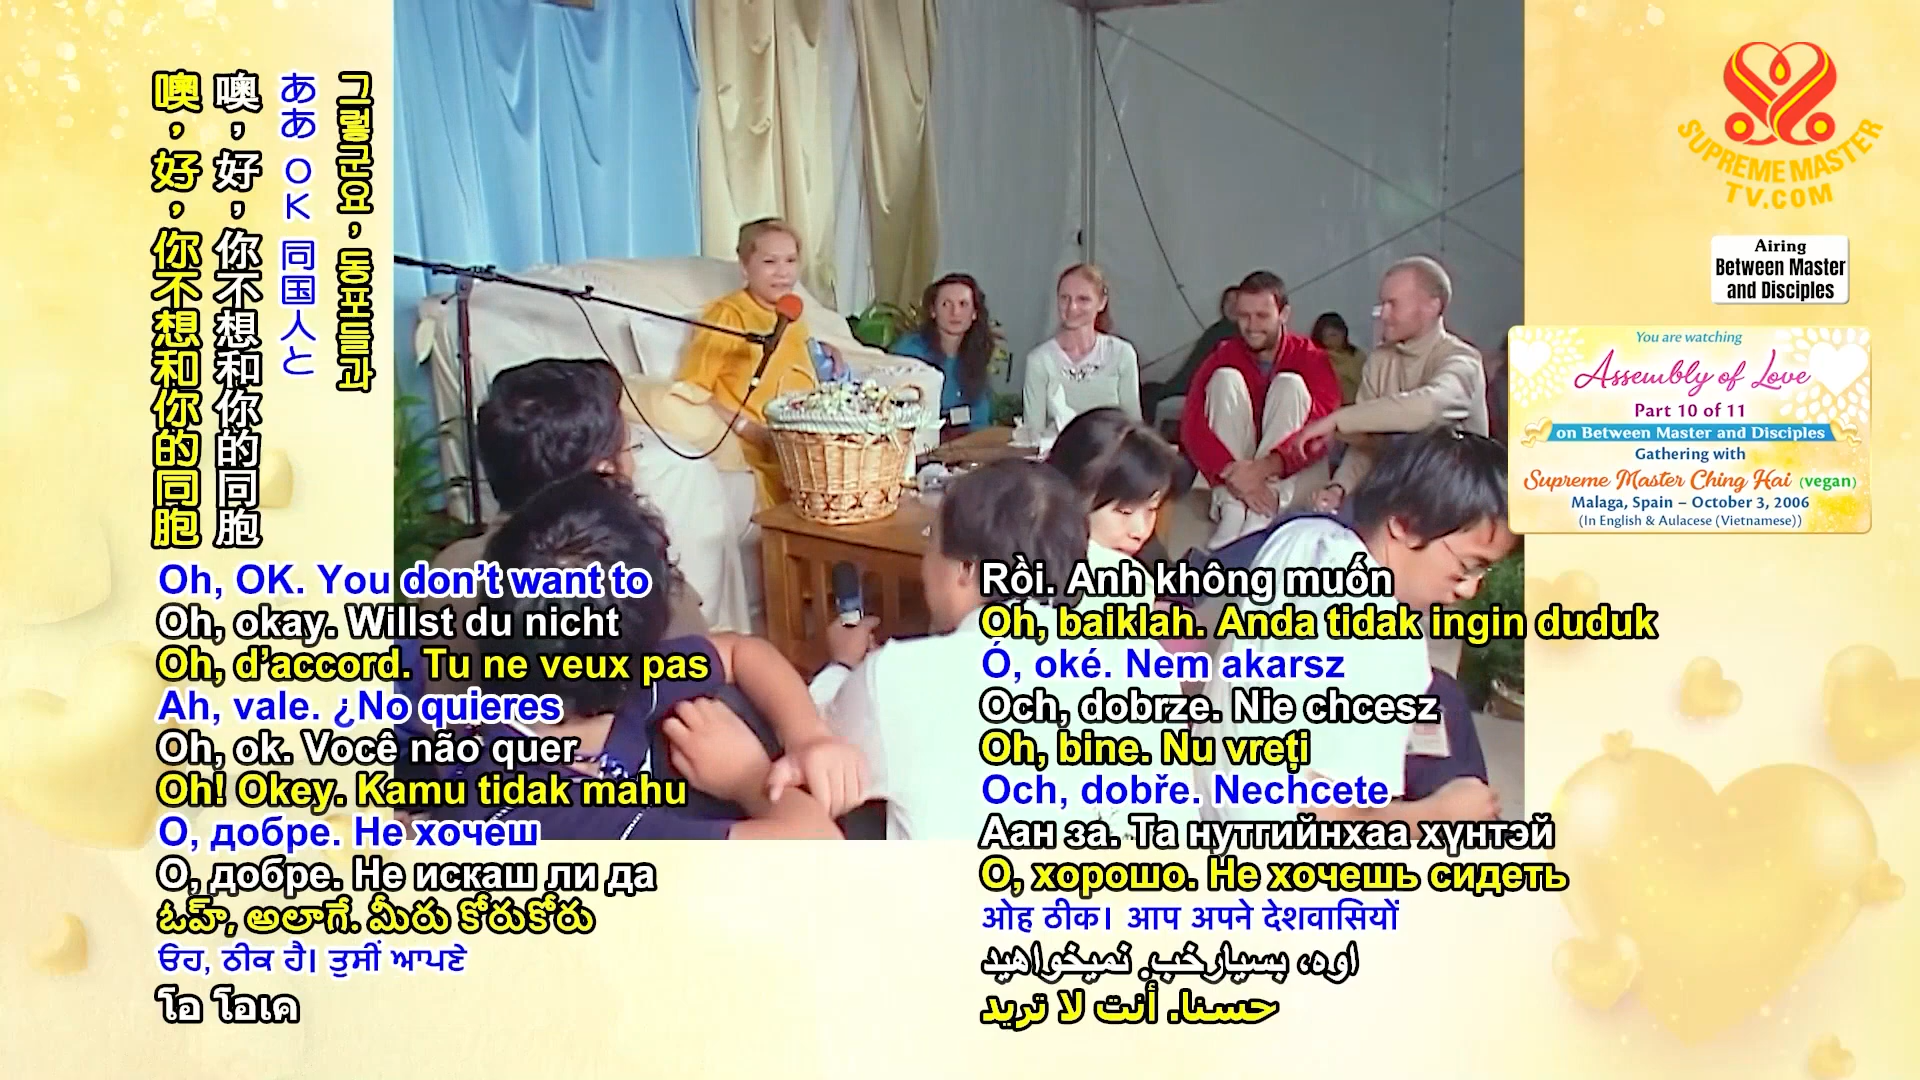 噢，好，你不想和你的同胞
噢，好，你不想和你的同胞
ああ OK 同国人と
그렇군요, 동포들과
Oh, OK. You don’t want to
Oh, okay. Willst du nicht
Oh, d’accord. Tu ne veux pas
Ah, vale. ¿No quieres
Oh, ok. Você não quer
Oh! Okey. Kamu tidak mahu
О, добре. Не хочеш
О, добре. Не искаш ли да
ఓహ్, అలాగే. మీరు కోరుకోరు
ਓਹ, ਠੀਕ ਹੈ। ਤੁਸੀਂ ਆਪਣੇ
โอ โอเค
Rồi. Anh không muốn
Oh, baiklah. Anda tidak ingin duduk
Ó, oké. Nem akarsz
Och, dobrze. Nie chcesz
Oh, bine. Nu vreți
Och, dobře. Nechcete
Аан за. Та нутгийнхаа хүнтэй
О, хорошо. Не хочешь сидеть
ओह ठीक। आप अपने देशवासियों
اوه، بسیارخب. نمیخواهید
حسنا. أنت لا تريد
SUPREME MASTER
TV.COM
Airing
Between Master
and Disciples
You are watching
Assembly of Love
Part 10 of 11
on Between Master and Disciples
Gathering with
Supreme Master Ching Hai (vegan)
Malaga, Spain – October 3, 2006
(In English & Aulacese (Vietnamese))